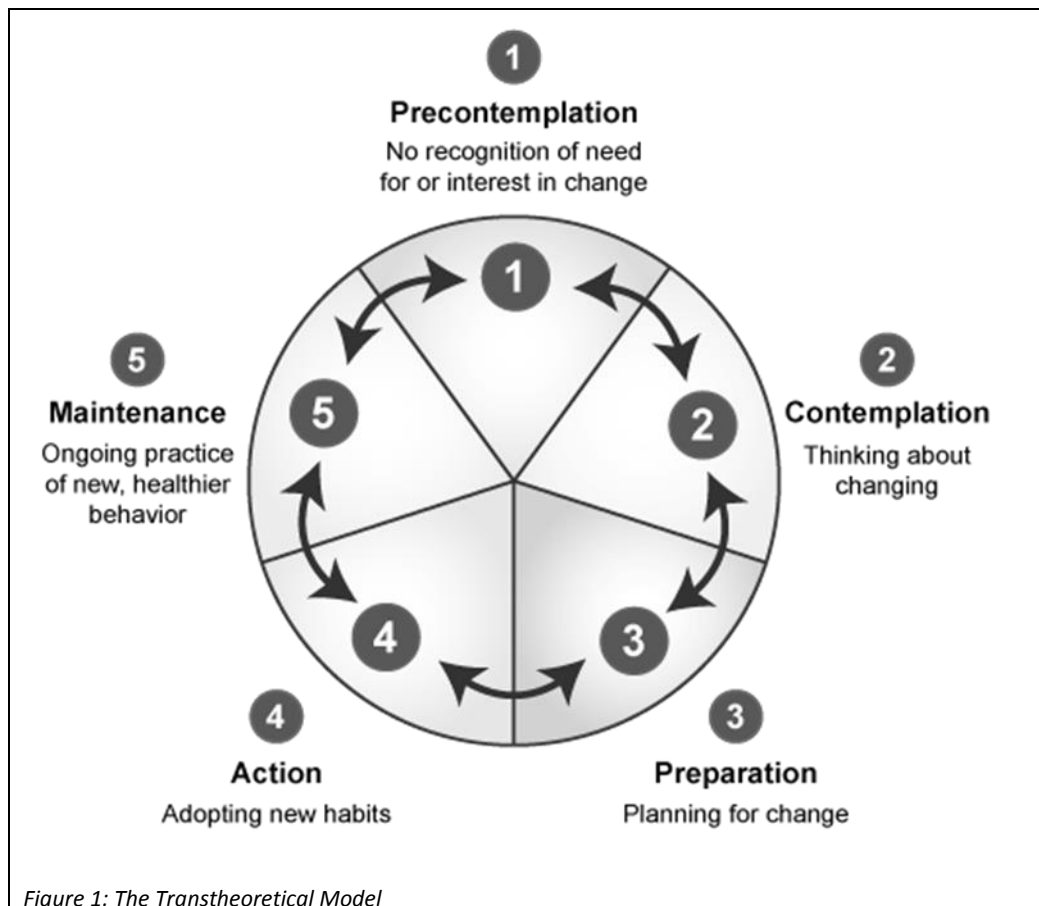 1
Precontemplation
No recognition of need
for or interest in change
1
5
Maintenance
Ongoing practice
of new, healthier
behavior
5
2
2
Contemplation
Thinking about
changing
4
3
4
Action
Adopting new habits
3
Preparation
Planning for change
Figure 1: The Transtheoretical Model